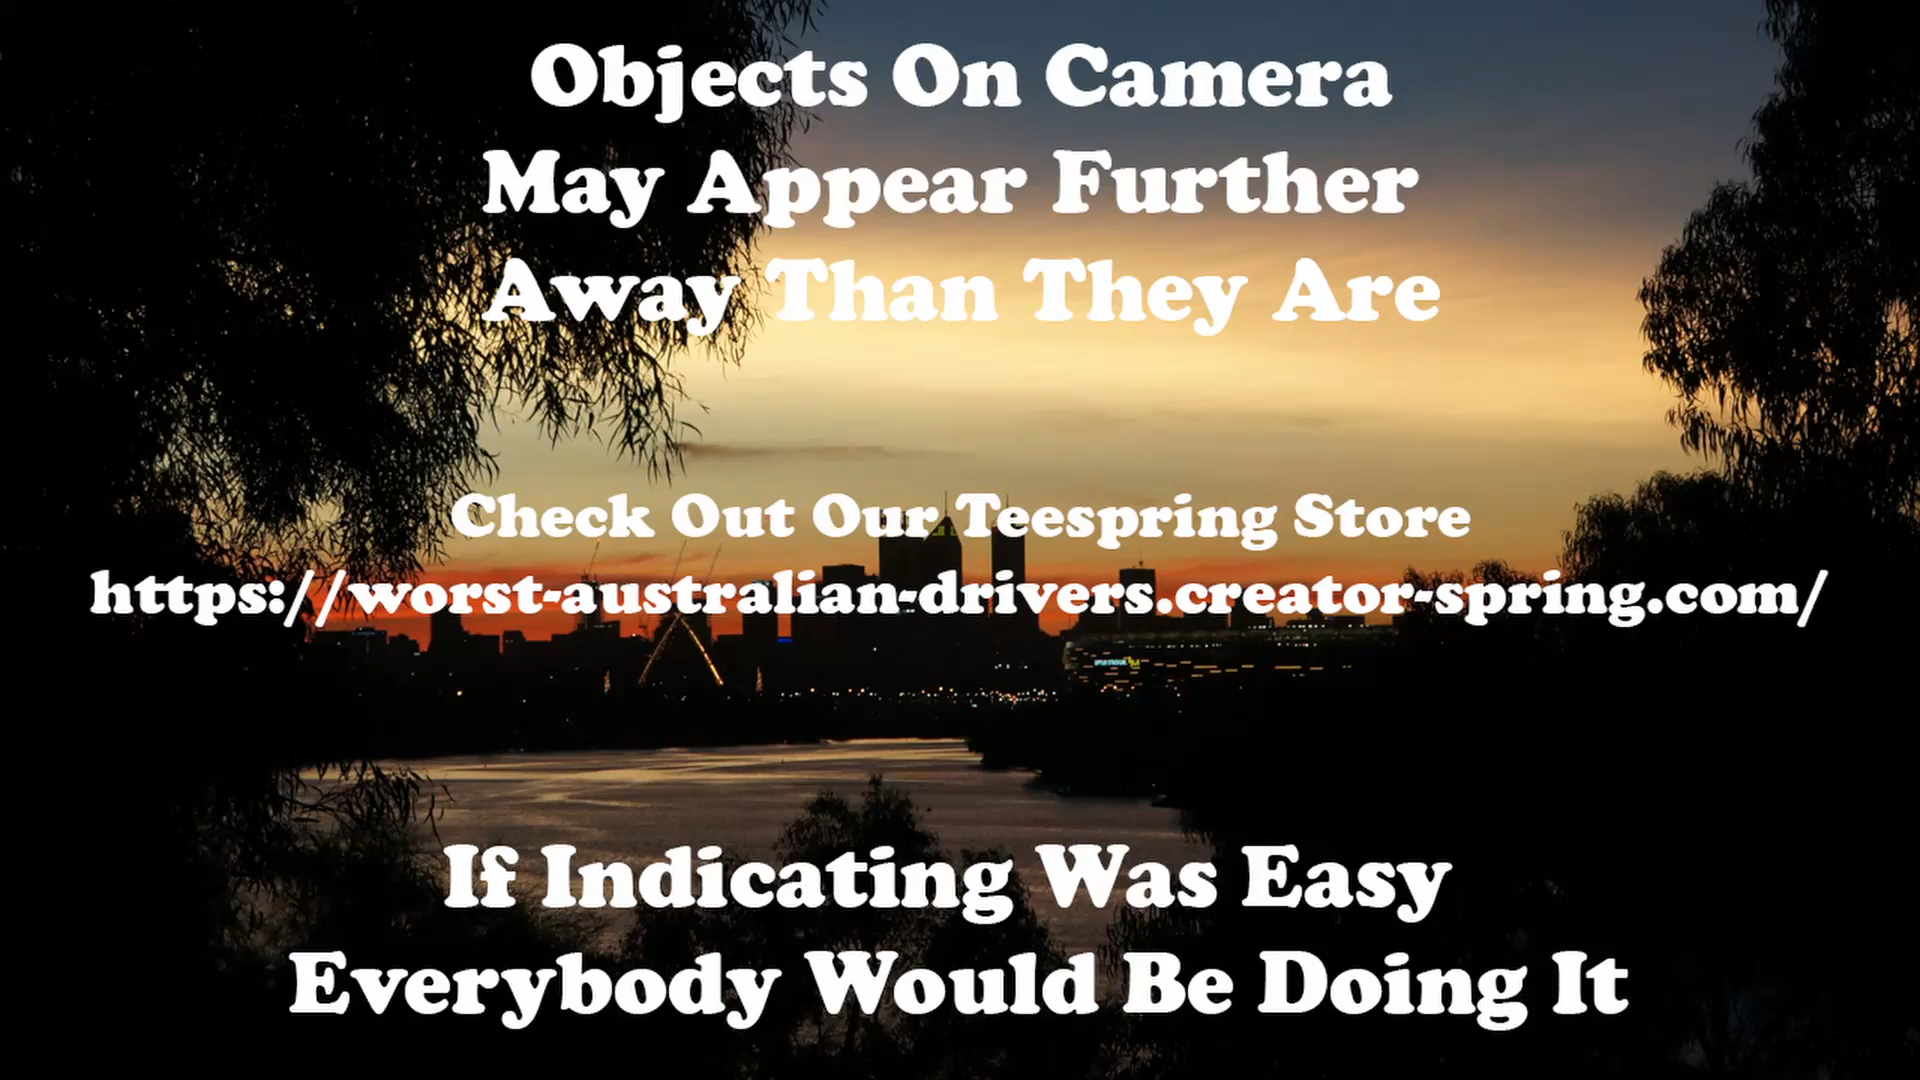 Objects On Camera
May Appear Further
Away Than They Are
Check Out Our Teespring Store
https://worst-australian-drivers.creator-spring.com/
If Indicating Was Easy
Everybody Would Be Doing It